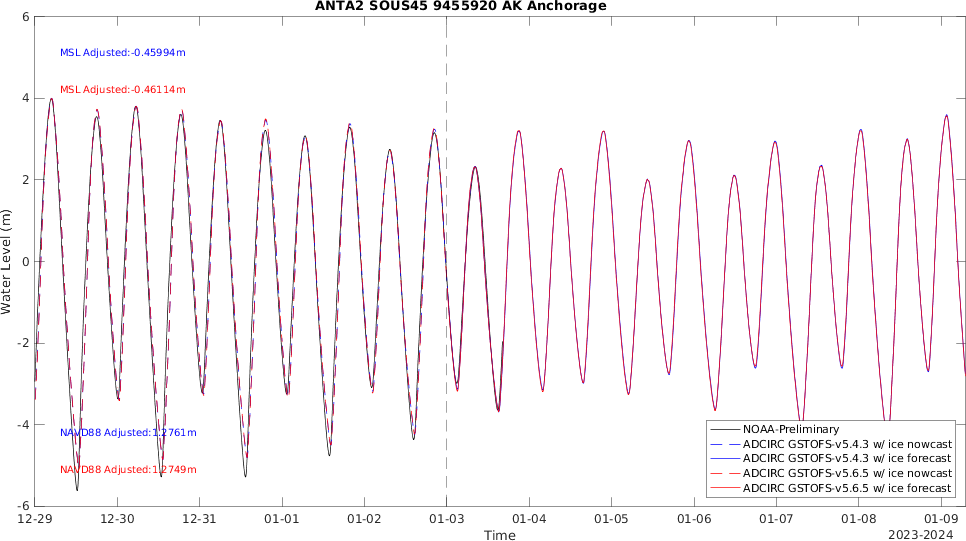 ANTA2 SOUS45 9455920 AK Anchorage
MSL Adjusted:-0.45994m
MSL Adjusted:-0.46114m
NAVD88 Adjusted:1.2761m
NAVD88 Adjusted:1.2749m
Water Level (m)
6
4
2
0
-2
-4
-6
NOAA-Preliminary
ADCIRC GSTOFS-v5.4.3 w/ ice nowcast
ADCIRC GSTOFS-v5.4.3 w/ ice forecast
ADCIRC GSTOFS-v5.6.5 w/ ice nowcast
ADCIRC GSTOFS-v5.6.5 w/ ice forecast
12-29 12-30 12-31 01-01 01-02 01-03 01-04 01-05 01-06 01-07 01-08 01-09
Time
2023-2024